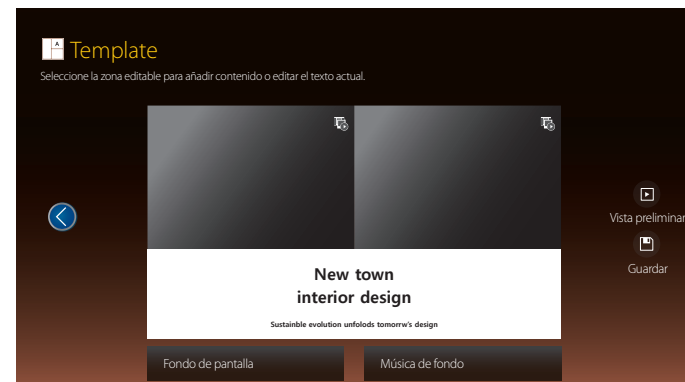 A
Template
Seleccione la zona editable para añadir contenido o editar el texto actual.
Vista preliminar
Guardar
New town
interior design
Sustainble evolution unfolods tomorrw's design
Fondo de pantalla
Música de fondo